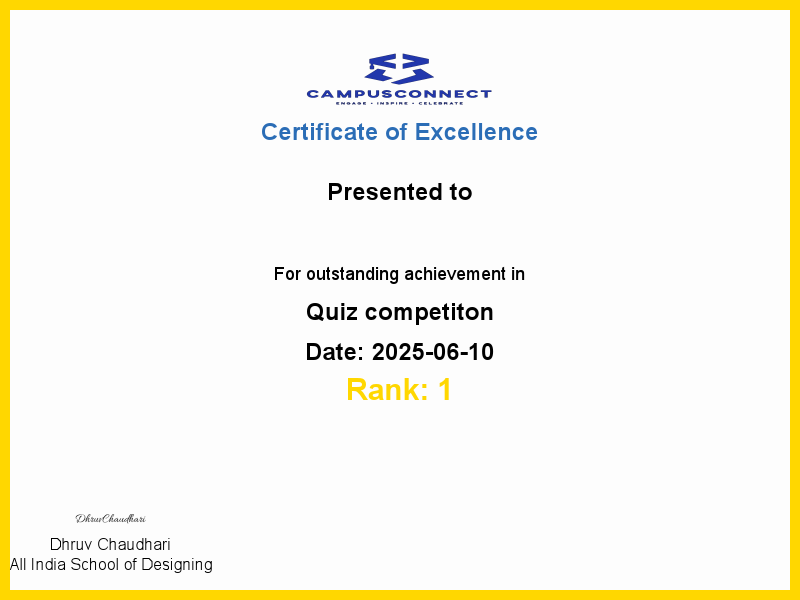 CAMPUSCONNECT
ENGAGE • INSPIRE • CELEBRATE
Certificate of Excellence
Presented to
For outstanding achievement in
Quiz competiton
Date: 2025-06-10
Rank: 1
DhruvChaudhari
Dhruv Chaudhari
All India School of Designing